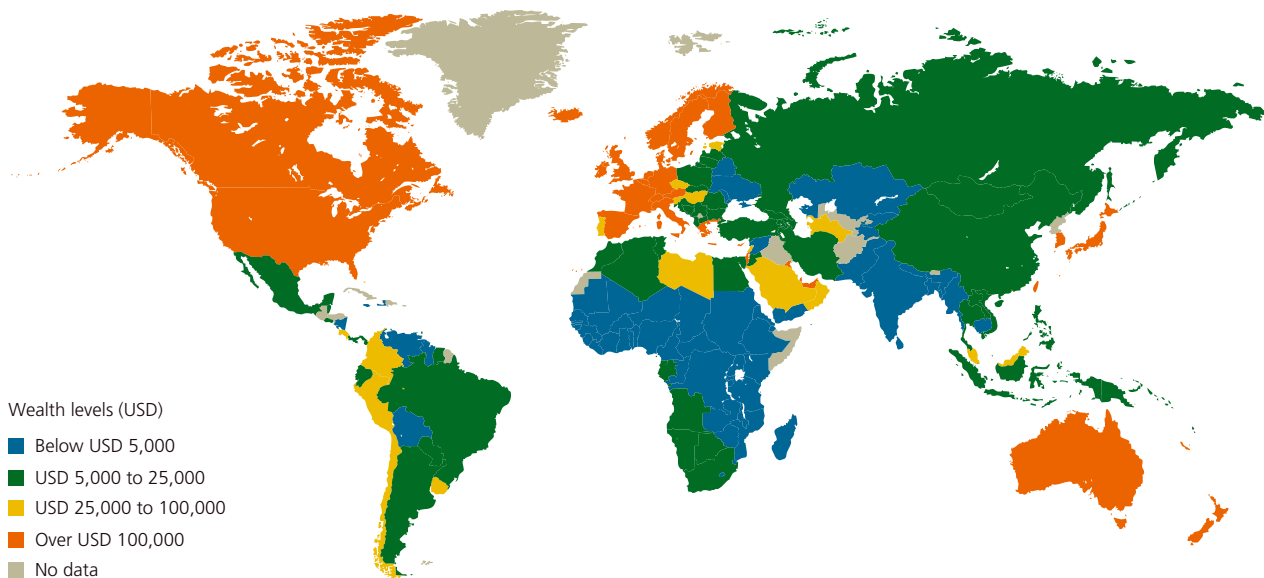 Wealth levels (USD)
Below USD 5,000
USD 5,000 to 25,000
USD 25,000 to 100,000
Over USD 100,000
No data